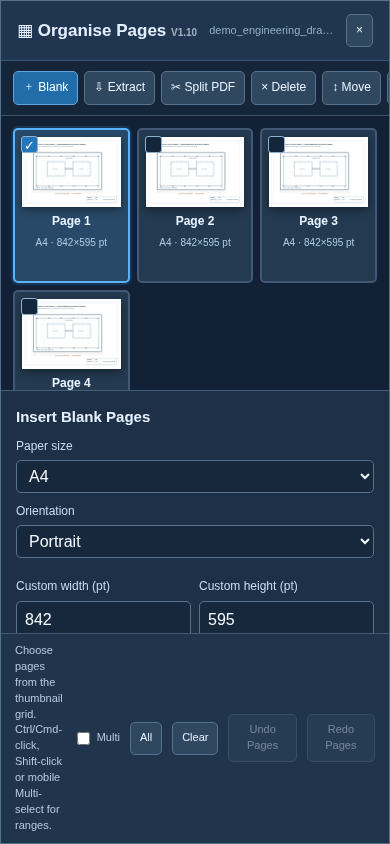 ▦ Organise Pages V1.10 demo_engineering_dra… ×
+ Blank ⇩ Extract ✂ Split PDF × Delete ↕ Move
Page 1 Page 2 Page 3
A4 · 842×595 pt A4 · 842×595 pt A4 · 842×595 pt
Page 4
Insert Blank Pages
Paper size
A4
Orientation
Portrait
Custom width (pt) Custom height (pt)
842 595
Choose
pages
from the
thumbnail
grid.
Ctrl/Cmd-
click,
Shift-click
or mobile
Multi-
select for
ranges.
Multi All Clear
Undo
Pages
Redo
Pages